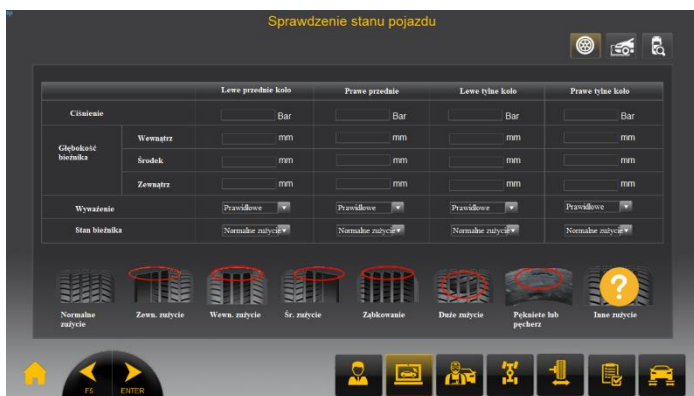 Sprawdzenie stanu pojazdu
Lewe przednie koło Prawe przednie Lewe tylne koło Prawe tylne koło
Ciśnienie Bar Bar Bar Bar
Głębokość bieżnika
Wewnątrz mm mm mm mm
Środek mm mm mm mm
Zewnątrz mm mm mm mm
Wyważenie Prawidłowe Prawidłowe Prawidłowe Prawidłowe
Stan bieżnika Normalne zużycie Normalne zużycie Normalne zużycie Normalne zużycie
?
Normalne zużycie
Zewn. zużycie
Wewn. zużycie
Śr. zużycie
Ząbkowanie
Duże zużycie
Pęknięte lub pęcherz
Inne zużycie
F5 ENTER